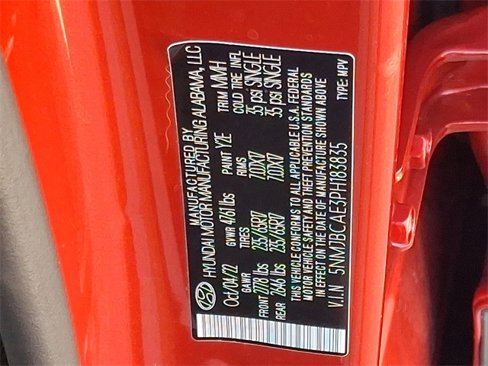 MANUFACTURED BY
HYUNDAI MOTOR MANUFACTURING ALABAMA, LLC
Oct/04/22 GVWR 4761 lbs PAINT Y2E TRIM MMH
GAWR TIRES RIMS COLD TIRE INFL
FRONT 2778 lbs 235/65R17 7.0JX17 35 psi SINGLE
REAR 2646 lbs 235/65R17 7.0JX17 35 psi SINGLE
THIS VEHICLE CONFORMS TO ALL APPLICABLE U.S.A. FEDERAL
MOTOR VEHICLE SAFETY AND THEFT PREVENTION STANDARDS
IN EFFECT ON THE DATE OF MANUFACTURE SHOWN ABOVE
V.I.N 5NMJBCAE3PH183835 TYPE: MPV